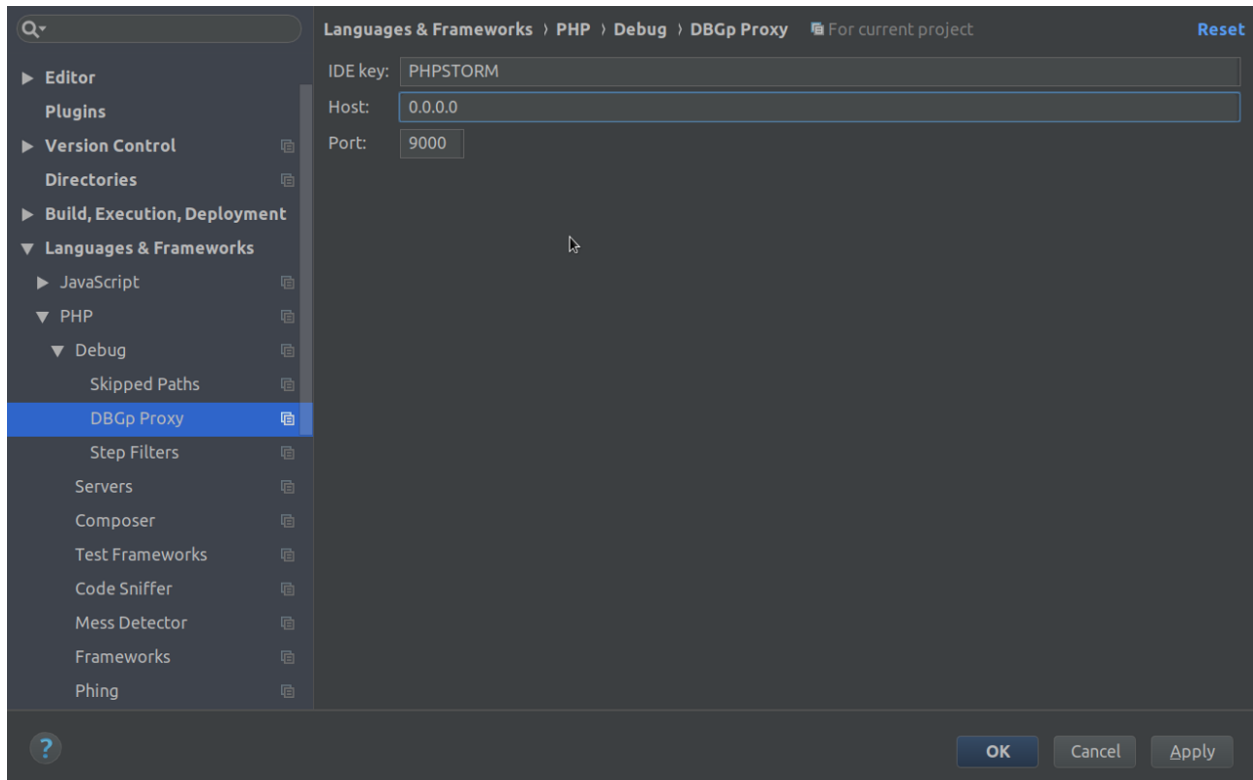 Languages & Frameworks › PHP › Debug › DBGp Proxy For current project Reset
Editor
Plugins
Version Control
Directories
Build, Execution, Deployment
Languages & Frameworks
JavaScript
PHP
Debug
Skipped Paths
DBGp Proxy
Step Filters
Servers
Composer
Test Frameworks
Code Sniffer
Mess Detector
Frameworks
Phing
IDE key: PHPSTORM
Host: 0.0.0.0
Port: 9000
?
OK Cancel Apply